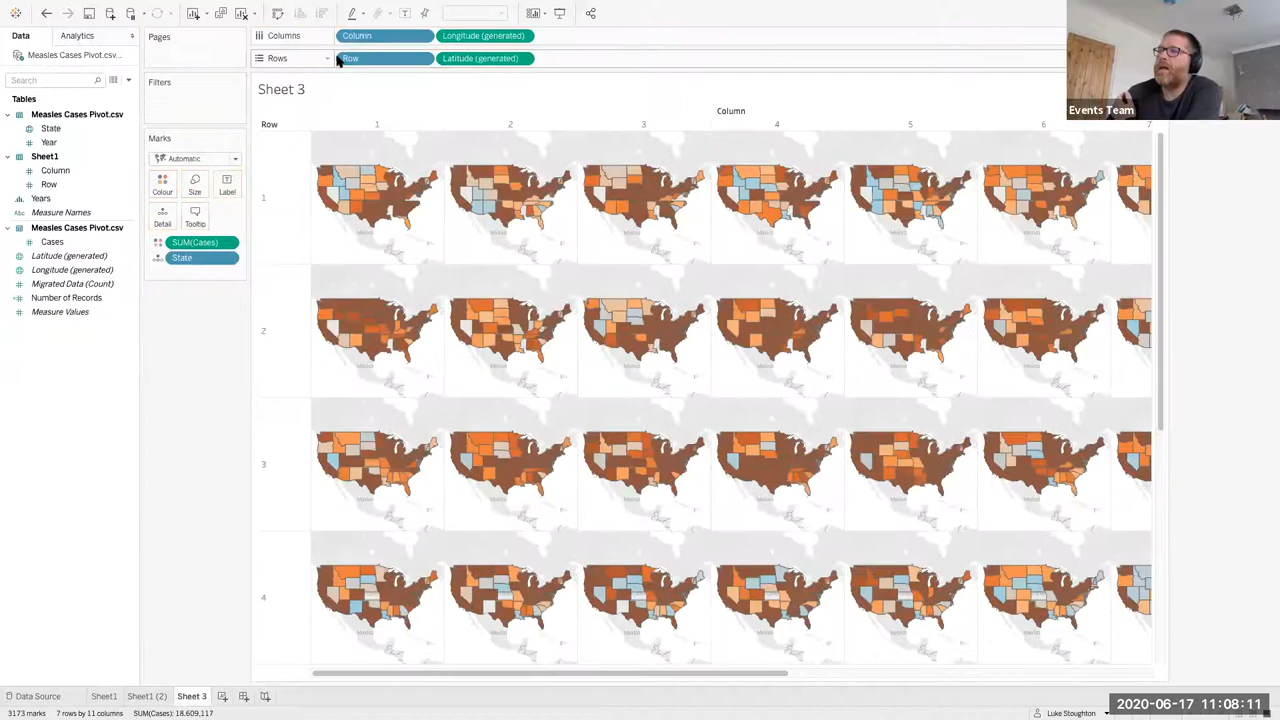 Data
Analytics
Measles Cases Pivot.csv...
Search
Tables
Measles Cases Pivot.csv
State
Year
Sheet1
Column
Row
Years
Abc Measure Names
Measles Cases Pivot.csv
Cases
Latitude (generated)
Longitude (generated)
Migrated Data (Count)
Number of Records
Measure Values
Pages
Filters
Marks
Automatic
Colour
Size
Label
Detail
Tooltip
SUM(Cases)
State
Columns
Column
Longitude (generated)
Rows
Row
Latitude (generated)
Sheet 3
Column
Row
1
2
3
4
5
6
7
1
2
3
4
Mexico
Events Team
Data Source
Sheet1
Sheet1 (2)
Sheet 3
3173 marks
7 rows by 11 columns
SUM(Cases): 18,609,117
Luke Stoughton
2020-06-17 11:08:11